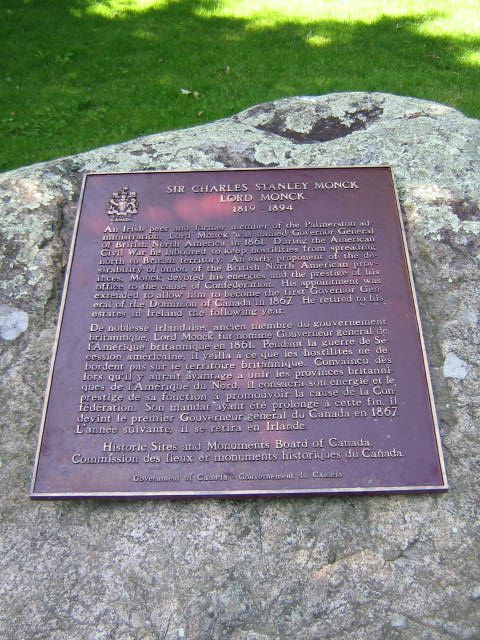 CANADA
SIR CHARLES STANLEY MONCK
LORD MONCK
1819 - 1894
An Irish peer and former member of the Palmerston ad-
ministration, Lord Monck was named Governor General
of British North America in 1861. During the American
Civil War he laboured to keep hostilities from spreading
north to British territory. An early proponent of the de-
sirability of union of the British North American prov-
inces, Monck devoted his energies and the prestige of his
office to the cause of Confederation. His appointment was
extended to allow him to become the first Governor Gen-
eral of the Dominion of Canada in 1867. He retired to his
estates in Ireland the following year.
De noblesse irlandaise, ancien membre du gouvernement
britannique, Lord Monck fut nommé Gouverneur général de
l'Amérique britannique en 1861. Pendant la guerre de Sé-
cession américaine, il veilla à ce que les hostilités ne dé-
bordent pas sur le territoire britannique. Convaincu dès
lors qu'il y aurait avantage à unir les provinces britanni-
ques de l'Amérique du Nord, il consacra son énergie et le
prestige de sa fonction à promouvoir la cause de la Con-
fédération. Son mandat ayant été prolongé à cette fin, il
devint le premier Gouverneur général du Canada en 1867.
L'année suivante, il se retira en Irlande.
Historic Sites and Monuments Board of Canada.
Commission des lieux et monuments historiques du Canada.
Government of Canada - Gouvernement du Canada